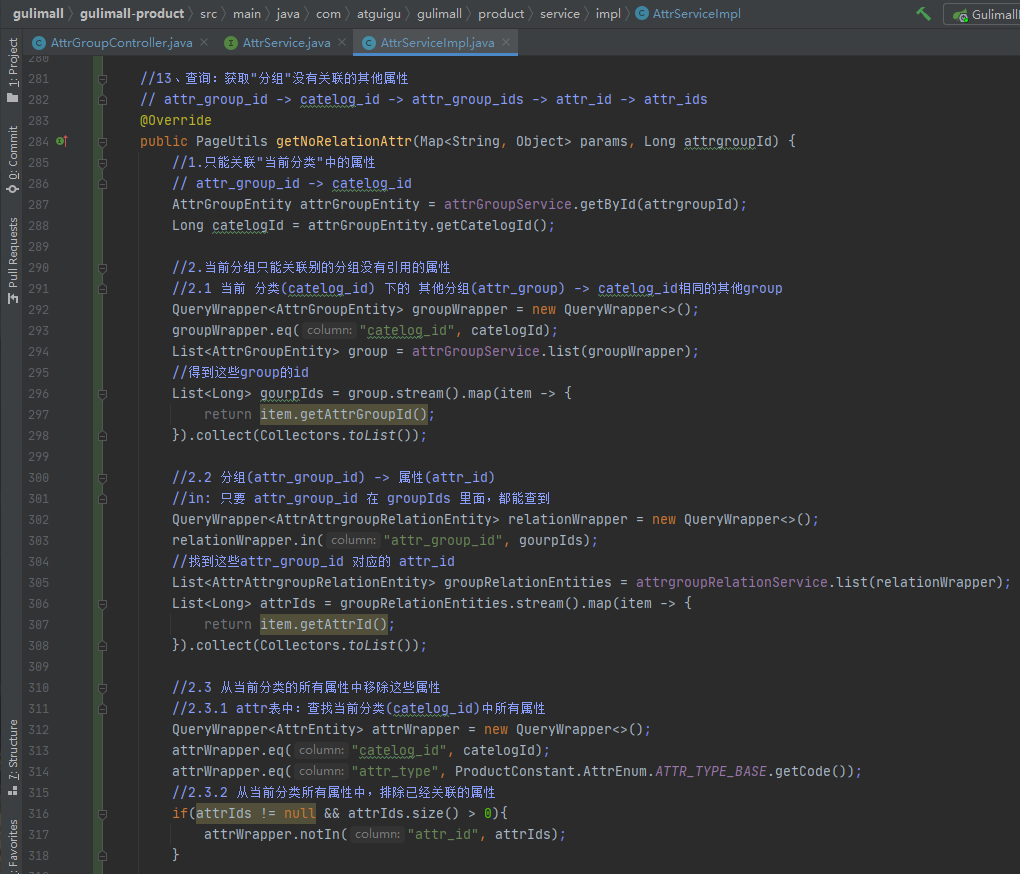 gulimall gulimall-product src main java com atguigu gulimall product service impl AttrServiceImpl Gulimall
AttrGroupController.java AttrService.java AttrServiceImpl.java
1: Project
0: Commit
Pull Requests
7: Structure
Favorites
280
281 //13、查询: 获取"分组"没有关联的其他属性
282 // attr_group_id -> catelog_id -> attr_group_ids -> attr_id -> attr_ids
283 @Override
284 public PageUtils getNoRelationAttr(Map<String, Object> params, Long attrgroupId) {
285 //1.只能关联"当前分类"中的属性
286 // attr_group_id -> catelog_id
287 AttrGroupEntity attrGroupEntity = attrGroupService.getById(attrgroupId);
288 Long catelogId = attrGroupEntity.getCatelogId();
289
290 //2.当前分组只能关联别的分组没有引用的属性
291 //2.1 当前 分类(catelog_id) 下的 其他分组(attr_group) -> catelog_id相同的其他group
292 QueryWrapper<AttrGroupEntity> groupWrapper = new QueryWrapper<>();
293 groupWrapper.eq( column: "catelog_id", catelogId);
294 List<AttrGroupEntity> group = attrGroupService.list(groupWrapper);
295 //得到这些group的id
296 List<Long> gourpIds = group.stream().map(item -> {
297 return item.getAttrGroupId();
298 }).collect(Collectors.toList());
299
300 //2.2 分组(attr_group_id) -> 属性(attr_id)
301 //in: 只要 attr_group_id 在 groupIds 里面，都能查到
302 QueryWrapper<AttrAttrgroupRelationEntity> relationWrapper = new QueryWrapper<>();
303 relationWrapper.in( column: "attr_group_id", gourpIds);
304 //找到这些attr_group_id 对应的 attr_id
305 List<AttrAttrgroupRelationEntity> groupRelationEntities = attrgroupRelationService.list(relationWrapper);
306 List<Long> attrIds = groupRelationEntities.stream().map(item -> {
307 return item.getAttrId();
308 }).collect(Collectors.toList());
309
310 //2.3 从当前分类的所有属性中移除这些属性
311 //2.3.1 attr表中: 查找当前分类(catelog_id)中所有属性
312 QueryWrapper<AttrEntity> attrWrapper = new QueryWrapper<>();
313 attrWrapper.eq( column: "catelog_id", catelogId);
314 attrWrapper.eq( column: "attr_type", ProductConstant.AttrEnum.ATTR_TYPE_BASE.getCode());
315 //2.3.2 从当前分类所有属性中，排除已经关联的属性
316 if(attrIds != null && attrIds.size() > 0){
317 attrWrapper.notIn( column: "attr_id", attrIds);
318 }